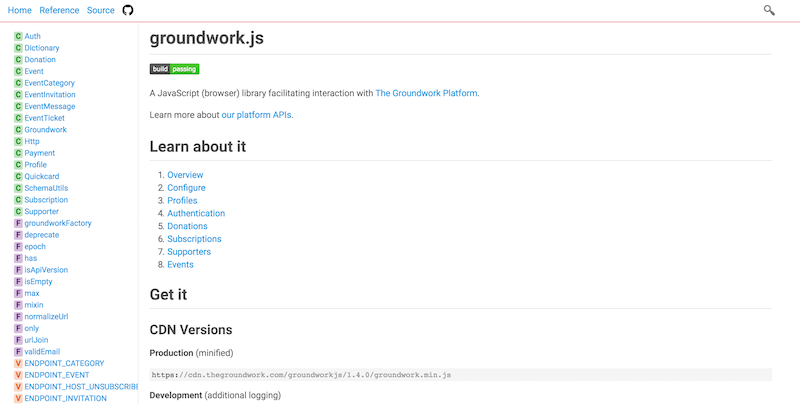 Home Reference Source
C Auth
C Dictionary
C Donation
C Event
C EventCategory
C EventInvitation
C EventMessage
C EventTicket
C Groundwork
C Http
C Payment
C Profile
C Quickcard
C SchemaUtils
C Subscription
C Supporter
F groundworkFactory
F deprecate
F epoch
F has
F isApiVersion
F isEmpty
F max
F mixin
F normalizeUrl
F only
F urlJoin
F validEmail
V ENDPOINT_CATEGORY
V ENDPOINT_EVENT
V ENDPOINT_HOST_UNSUBSCRIBE
V ENDPOINT_INVITATION
groundwork.js
build passing
A JavaScript (browser) library facilitating interaction with The Groundwork Platform.
Learn more about our platform APIs.
Learn about it
1. Overview
2. Configure
3. Profiles
4. Authentication
5. Donations
6. Subscriptions
7. Supporters
8. Events
Get it
CDN Versions
Production (minified)
https://cdn.thegroundwork.com/groundworkjs/1.4.0/groundwork.min.js
Development (additional logging)